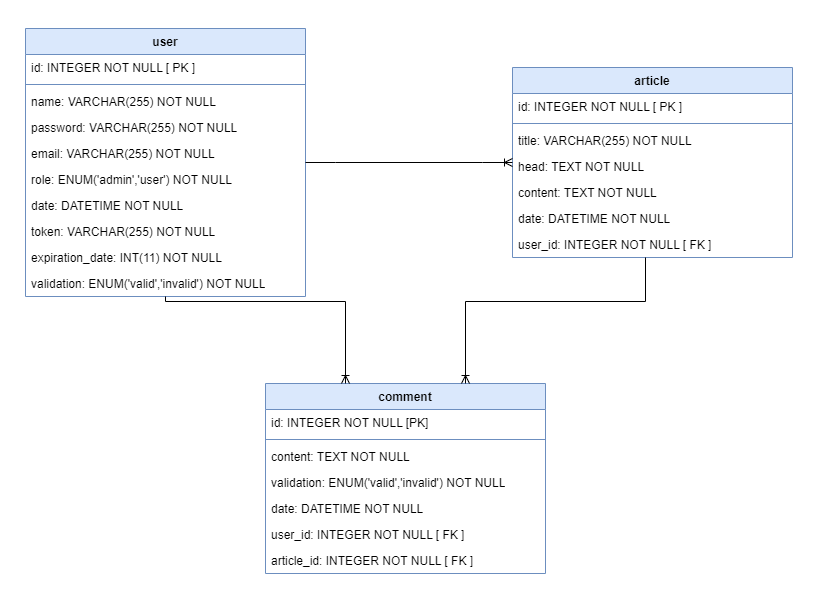 user
id: INTEGER NOT NULL [ PK ]
name: VARCHAR(255) NOT NULL
password: VARCHAR(255) NOT NULL
email: VARCHAR(255) NOT NULL
role: ENUM('admin','user') NOT NULL
date: DATETIME NOT NULL
token: VARCHAR(255) NOT NULL
expiration_date: INT(11) NOT NULL
validation: ENUM('valid','invalid') NOT NULL
article
id: INTEGER NOT NULL [ PK ]
title: VARCHAR(255) NOT NULL
head: TEXT NOT NULL
content: TEXT NOT NULL
date: DATETIME NOT NULL
user_id: INTEGER NOT NULL [ FK ]
comment
id: INTEGER NOT NULL [PK]
content: TEXT NOT NULL
validation: ENUM('valid','invalid') NOT NULL
date: DATETIME NOT NULL
user_id: INTEGER NOT NULL [ FK ]
article_id: INTEGER NOT NULL [ FK ]